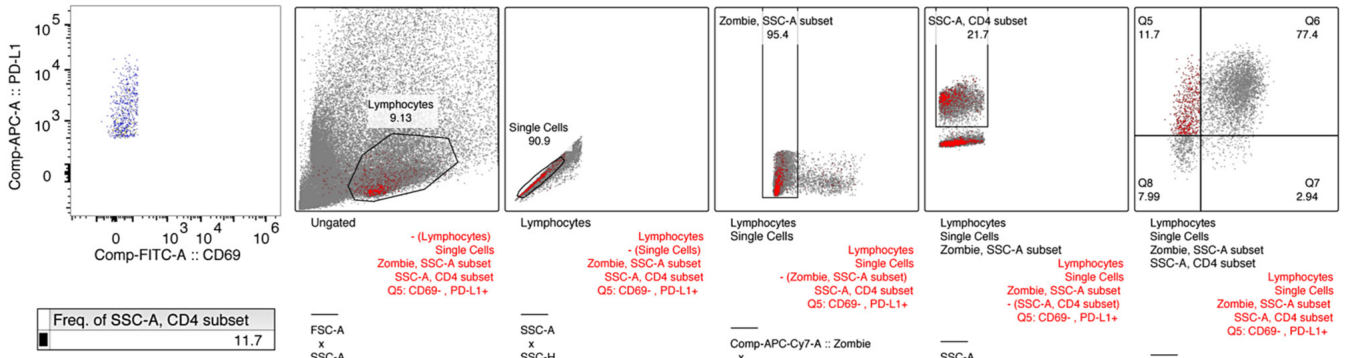 10^5
10^4
10^3
0
Comp-APC-A :: PD-L1
0
10^3
10^4
10^6
Comp-FITC-A :: CD69
Freq. of SSC-A, CD4 subset
11.7
Lymphocytes
9.13
Ungated
- (Lymphocytes)
Single Cells
Zombie, SSC-A subset
SSC-A, CD4 subset
Q5: CD69- , PD-L1+
FSC-A
x
SSC-A
Single Cells
90.9
Lymphocytes
Lymphocytes
- (Single Cells)
Zombie, SSC-A subset
SSC-A, CD4 subset
Q5: CD69- , PD-L1+
SSC-A
x
SSC-H
Zombie, SSC-A subset
95.4
Lymphocytes
Single Cells
Lymphocytes
Single Cells
- (Zombie, SSC-A subset)
SSC-A, CD4 subset
Q5: CD69- , PD-L1+
Comp-APC-Cy7-A :: Zombie
x
SSC-A, CD4 subset
21.7
Lymphocytes
Single Cells
Zombie, SSC-A subset
Lymphocytes
Single Cells
Zombie, SSC-A subset
- (SSC-A, CD4 subset)
Q5: CD69- , PD-L1+
SSC-A
Q5
11.7
Q6
77.4
Q8
7.99
Q7
2.94
Lymphocytes
Single Cells
Zombie, SSC-A subset
SSC-A, CD4 subset
Lymphocytes
Single Cells
Zombie, SSC-A subset
SSC-A, CD4 subset
Q5: CD69- , PD-L1+